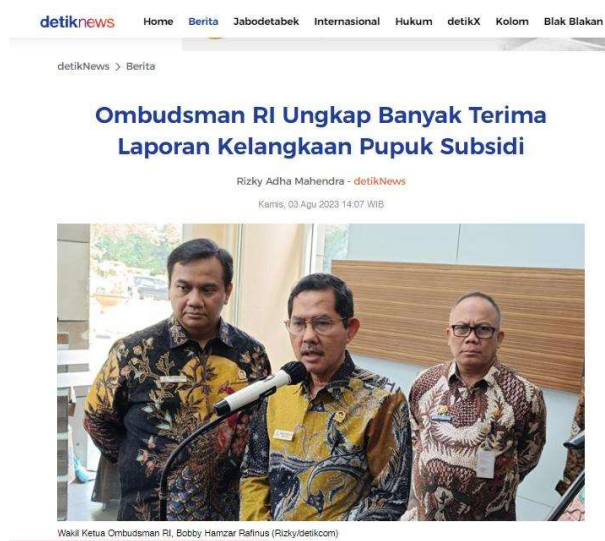 detiknews Home Berita Jabodetabek Internasional Hukum detikX Kolom Blak Blakan
detikNews > Berita
Ombudsman RI Ungkap Banyak Terima
Laporan Kelangkaan Pupuk Subsidi
Rizky Adha Mahendra - detikNews
Kamis, 03 Agu 2023 14:07 WIB
Wakil Ketua Ombudsman RI, Bobby Hamzar Rafinus (Rizky/detikcom)